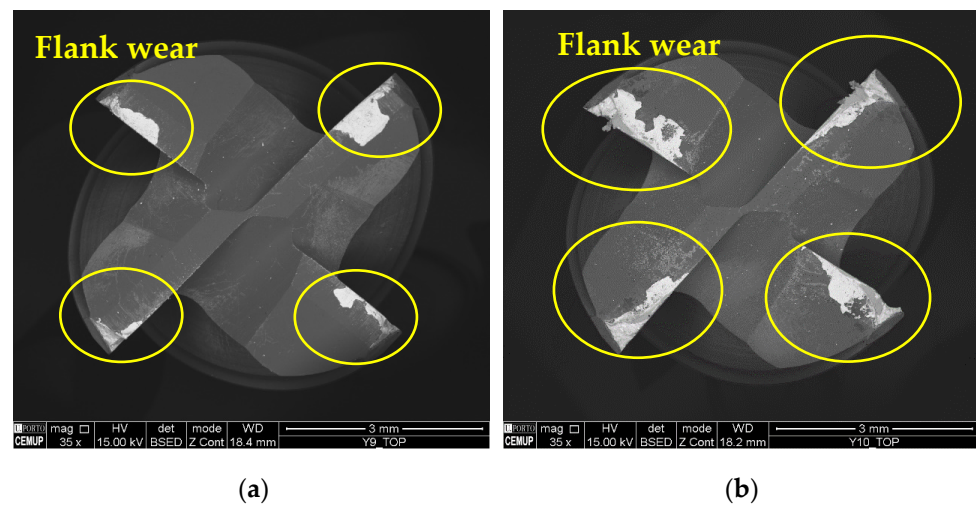 Flank wear
Flank wear
U.PORTO mag □ HV det mode WD 3 mm
CEMUP 35 x 15.00 kV BSED Z Cont 18.4 mm Y9_TOP
U.PORTO mag □ HV det mode WD 3 mm
CEMUP 35 x 15.00 kV BSED Z Cont 18.2 mm Y10_TOP
(a)
(b)